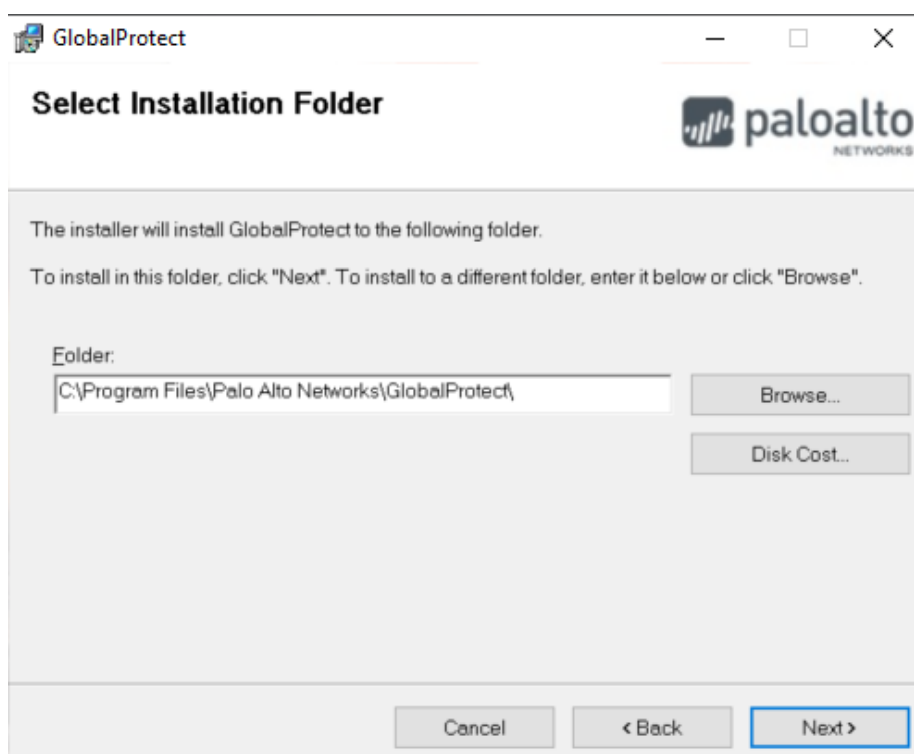 GlobalProtect
Select Installation Folder
paloalto
NETWORKS
The installer will install GlobalProtect to the following folder.
To install in this folder, click "Next". To install to a different folder, enter it below or click "Browse".
Folder:
C:\Program Files\Palo Alto Networks\GlobalProtect\
Browse...
Disk Cost...
Cancel
< Back
Next >